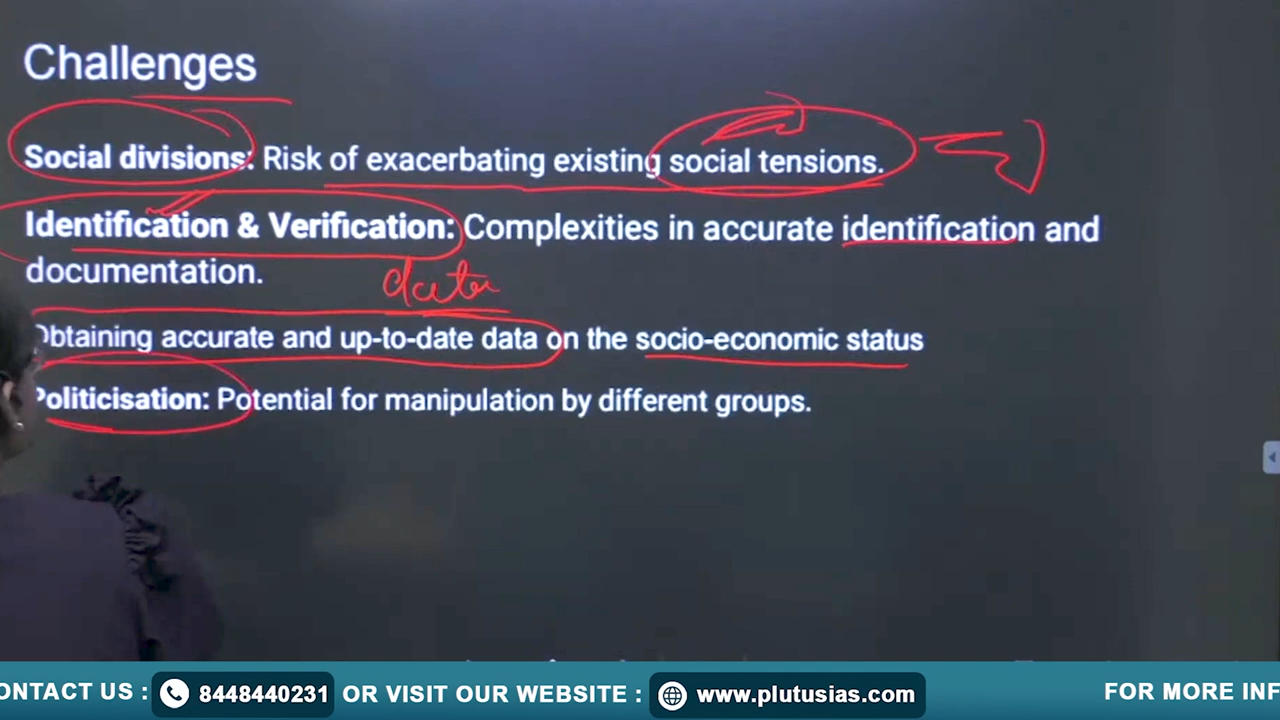 Challenges
Social divisions: Risk of exacerbating existing social tensions.
Identification & Verification: Complexities in accurate identification and
documentation.
data
Obtaining accurate and up-to-date data on the socio-economic status
Politicisation: Potential for manipulation by different groups.
ONTACT US : 8448440231 OR VISIT OUR WEBSITE : www.plutusias.com FOR MORE INF